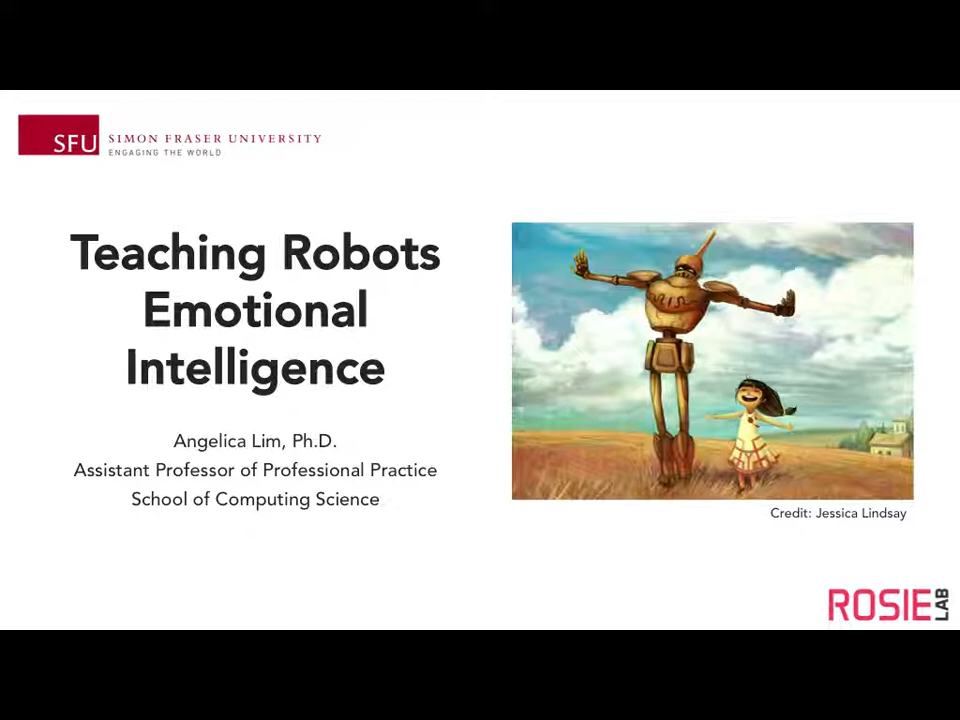 SFU SIMON FRASER UNIVERSITY
ENGAGING THE WORLD
Teaching Robots
Emotional
Intelligence
Angelica Lim, Ph.D.
Assistant Professor of Professional Practice
School of Computing Science
Credit: Jessica Lindsay
ROSIE LAB